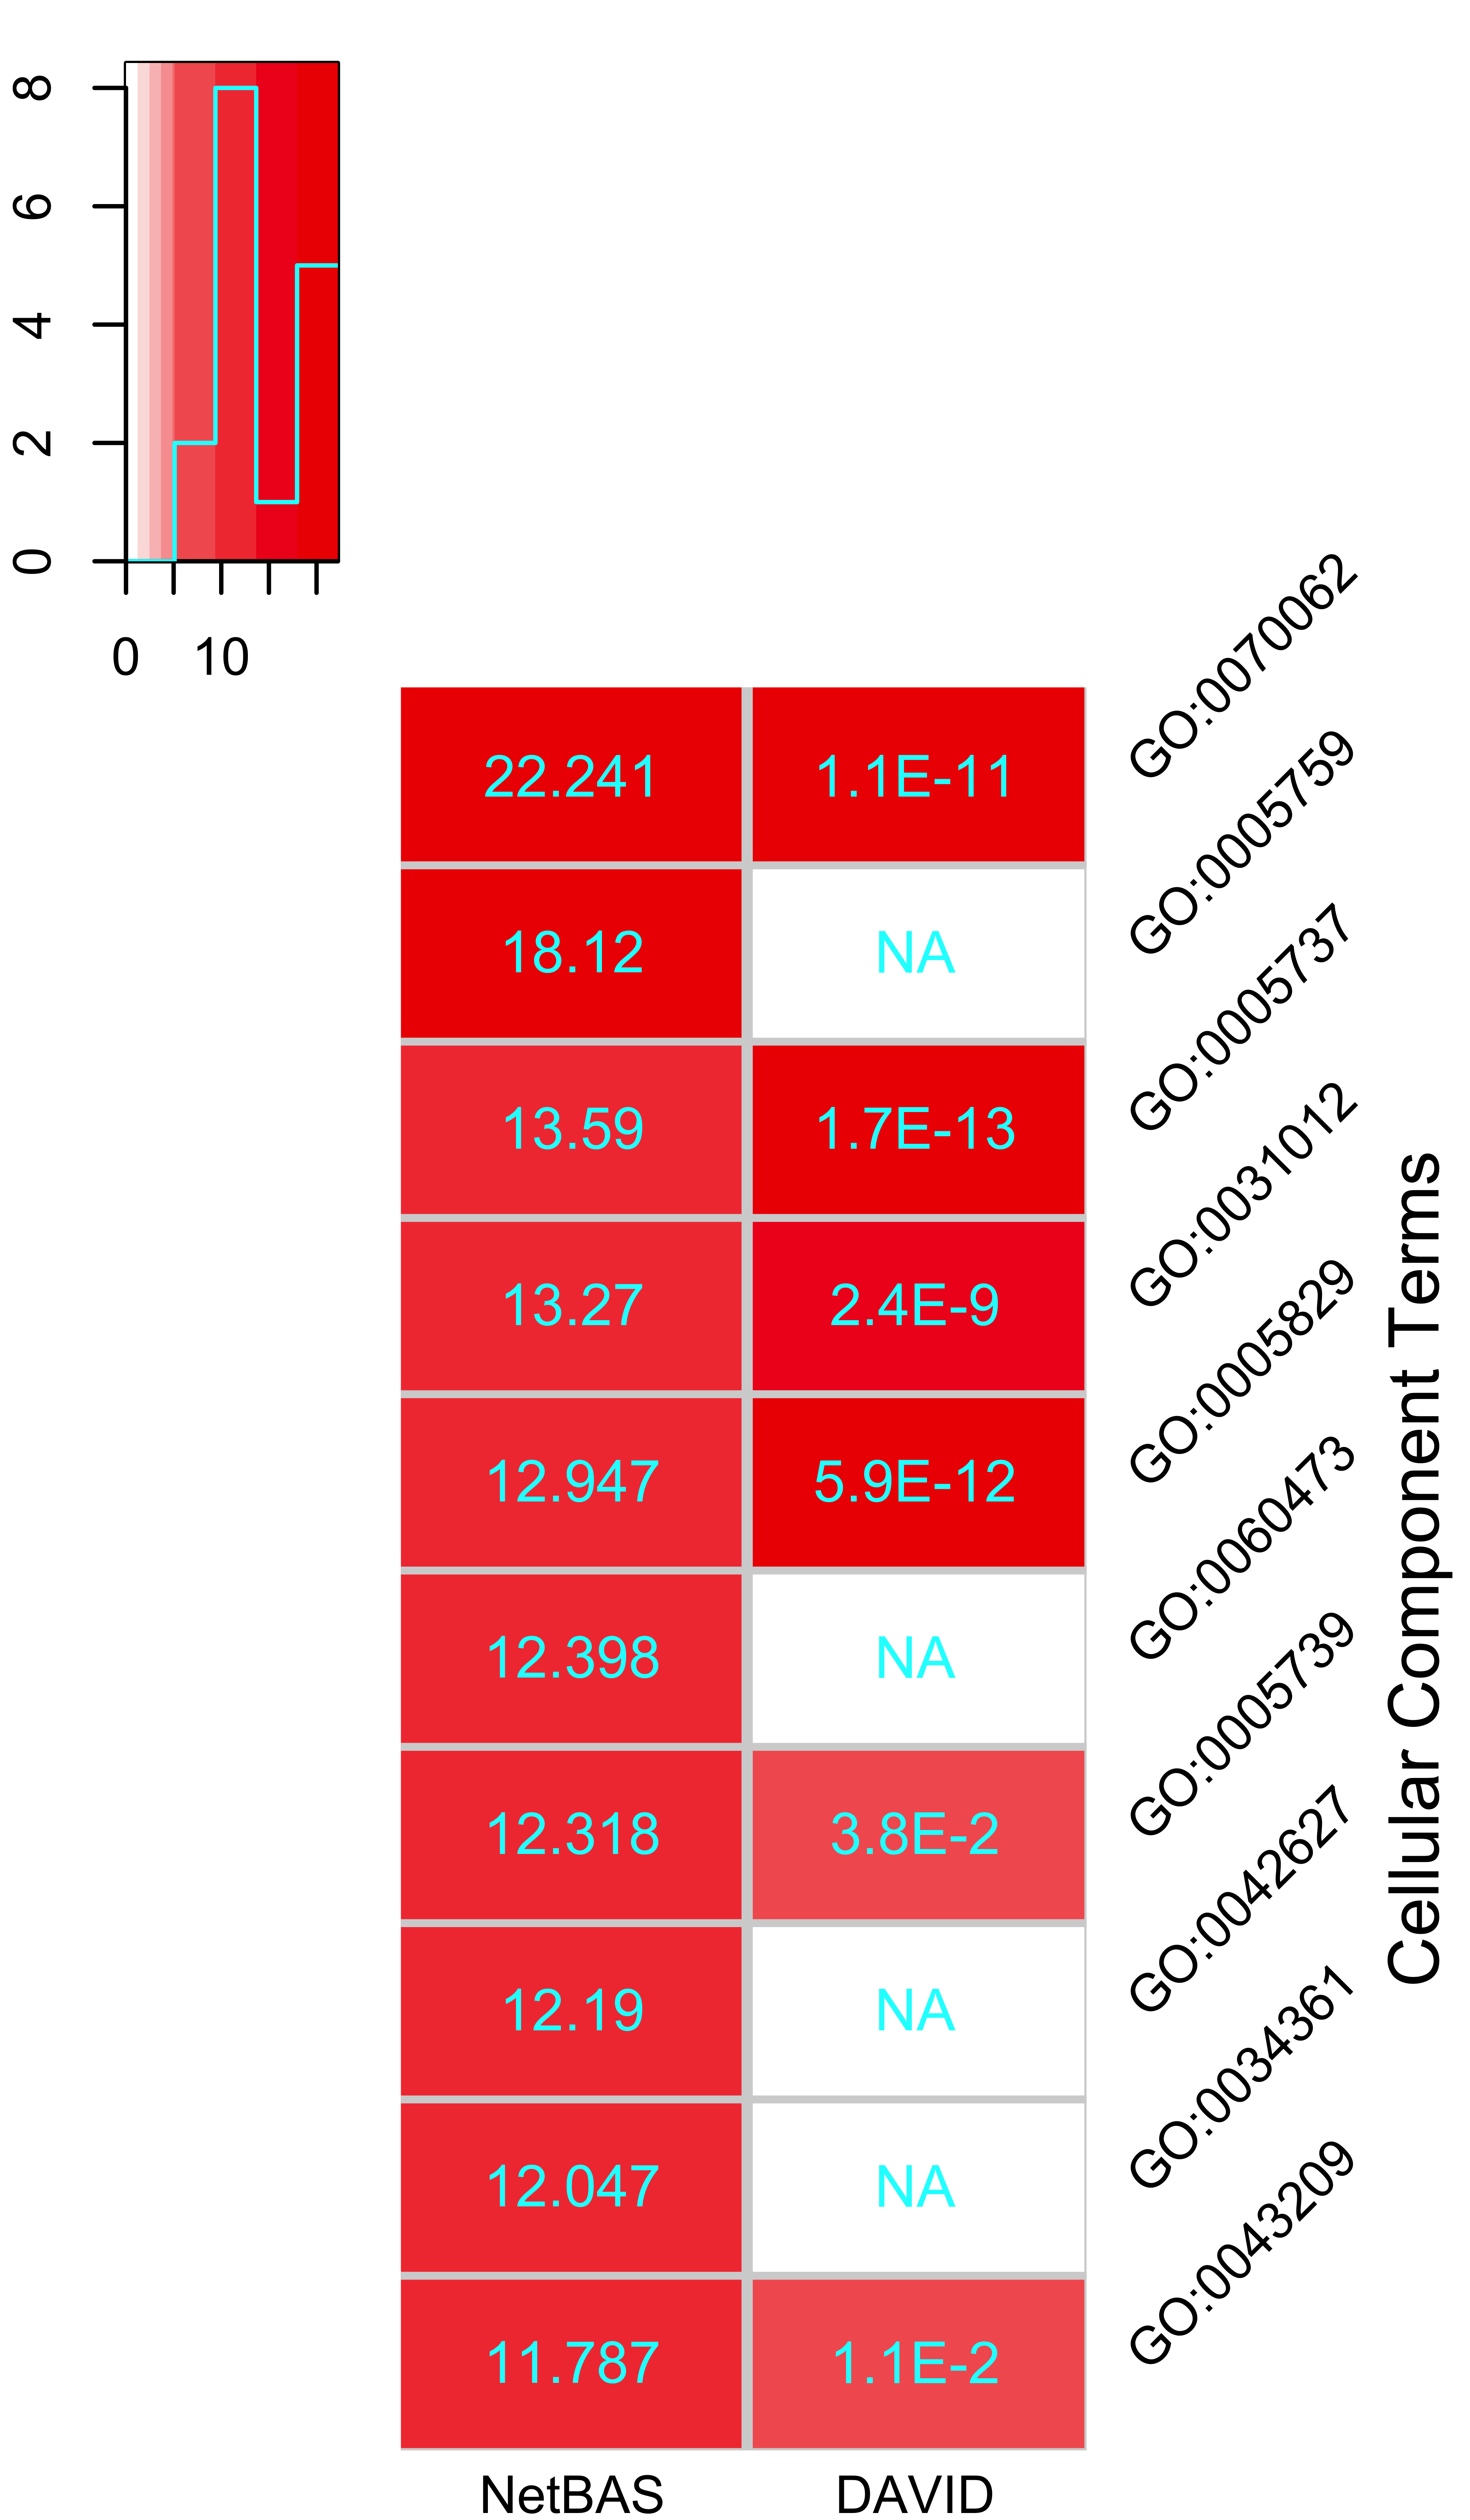 8
6
4
2
0
0 10
22.241 1.1E-11 GO:0070062
18.12 NA GO:0005759
13.59 1.7E-13 GO:0005737
13.27 2.4E-9 GO:0031012
12.947 5.9E-12 GO:0005829
12.398 NA GO:0060473
12.318 3.8E-2 GO:0005739
12.19 NA GO:0042627
12.047 NA GO:0034361
11.787 1.1E-2 GO:0043209
NetBAS DAVID
Cellular Component Terms